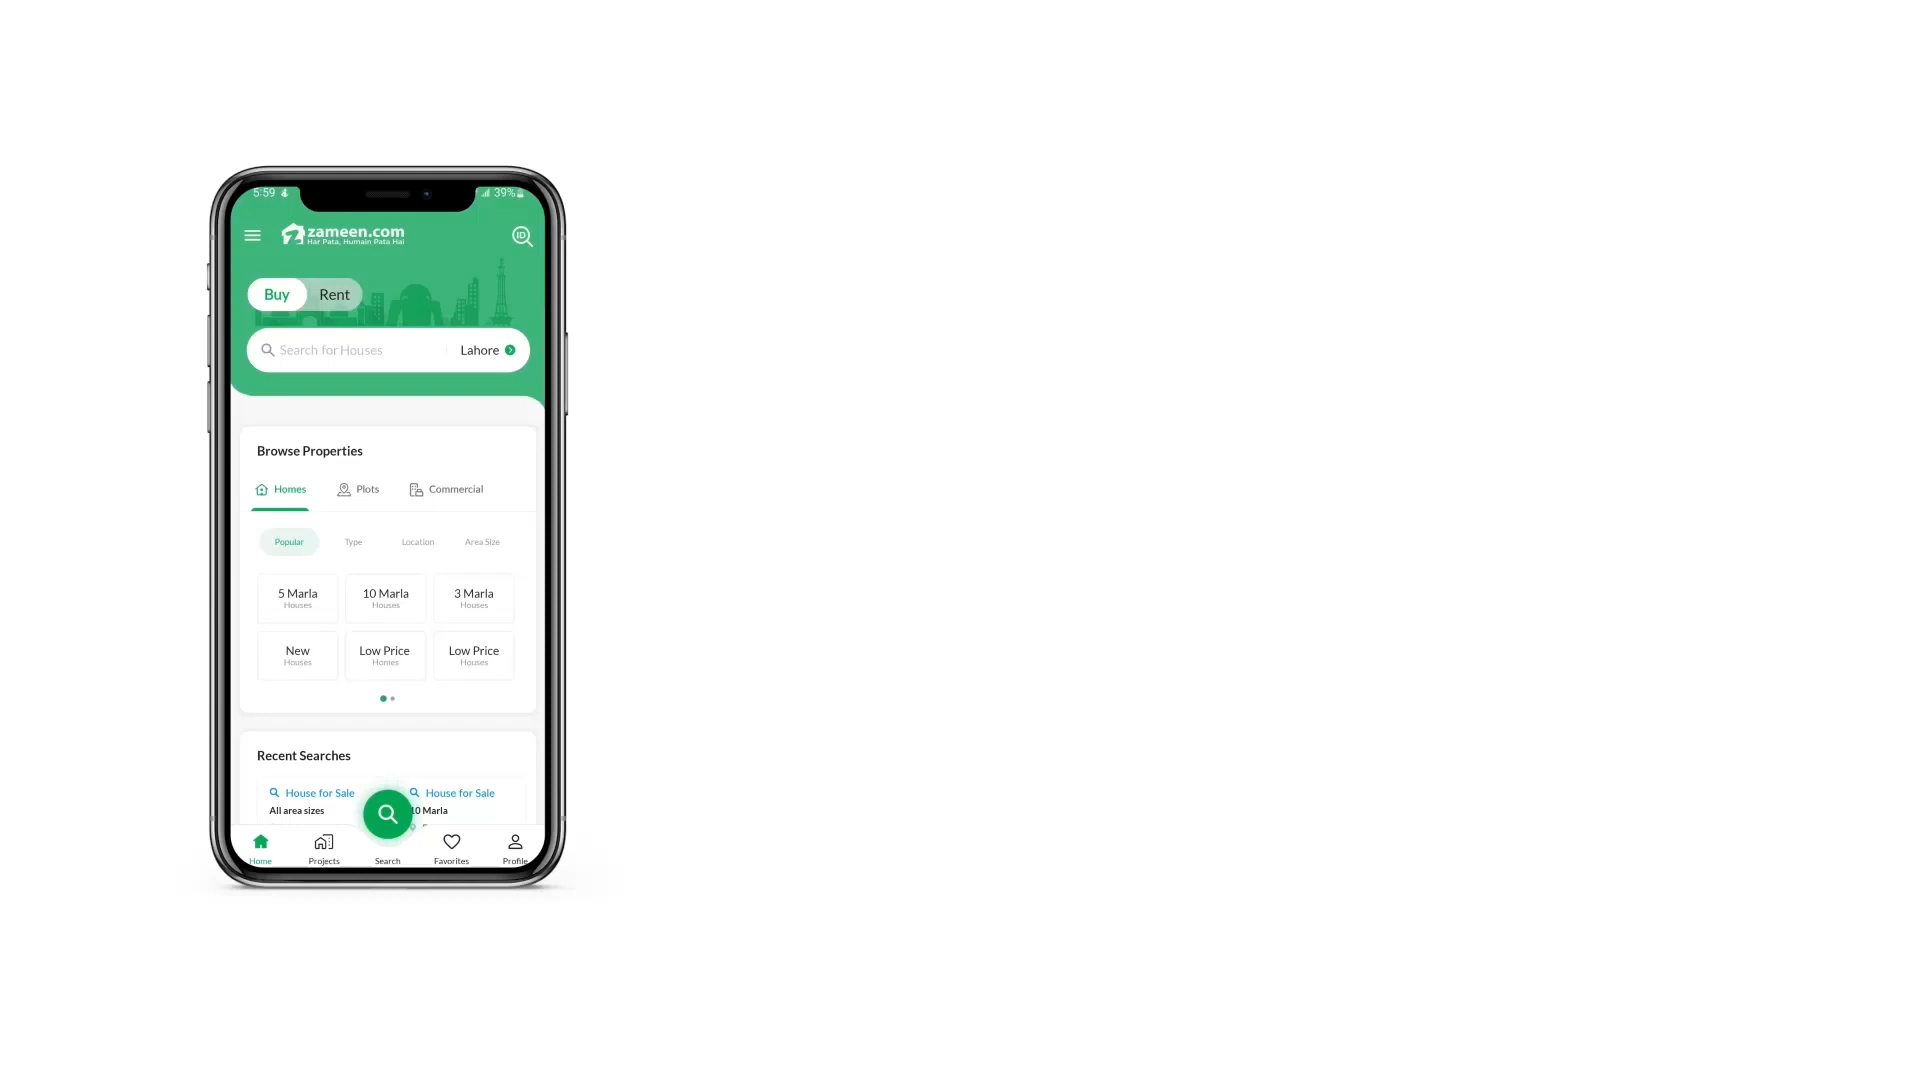 5:59 39%
zameen.com
Har Pata, Humain Pata Hai
ID
Buy Rent
Search for Houses Lahore
Browse Properties
Homes Plots Commercial
Popular Type Location Area Size
5 Marla 10 Marla 3 Marla
Houses Houses Houses
New Low Price Low Price
Houses Homes Houses
Recent Searches
House for Sale House for Sale
All area sizes 10 Marla
Home Projects Search Favorites Profile